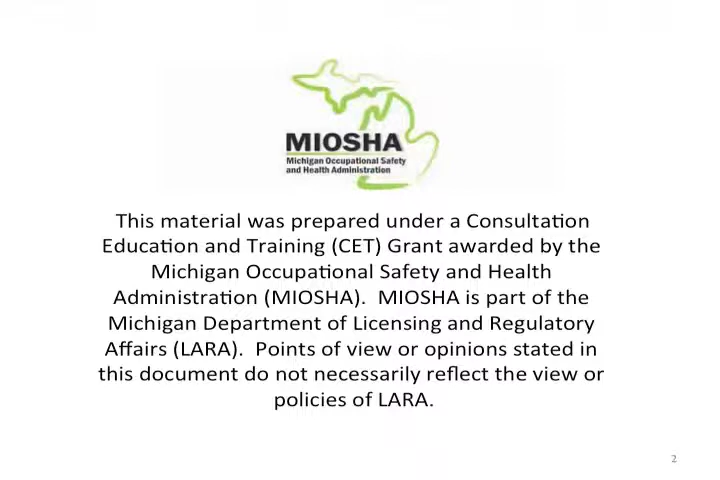 MIOSHA
Michigan Occupational Safety
and Health Administration
This material was prepared under a Consultation
Education and Training (CET) Grant awarded by the
Michigan Occupational Safety and Health
Administration (MIOSHA).  MIOSHA is part of the
Michigan Department of Licensing and Regulatory
Affairs (LARA).  Points of view or opinions stated in
this document do not necessarily reflect the view or
policies of LARA.
2